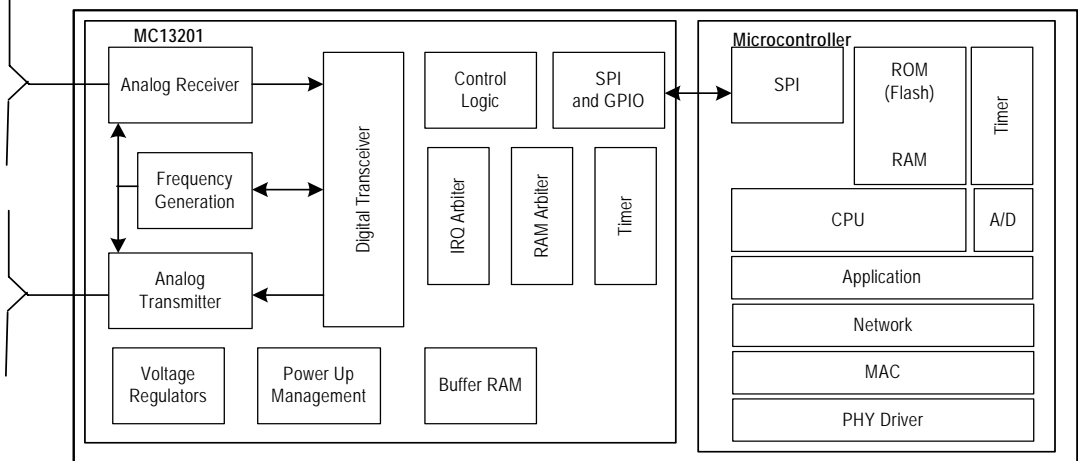 MC13201
Analog Receiver
Frequency
Generation
Analog
Transmitter
Digital Transceiver
Control
Logic
SPI
and GPIO
IRQ Arbiter
RAM Arbiter
Timer
Voltage
Regulators
Power Up
Management
Buffer RAM
Microcontroller
SPI
ROM
(Flash)
RAM
Timer
CPU
A/D
Application
Network
MAC
PHY Driver